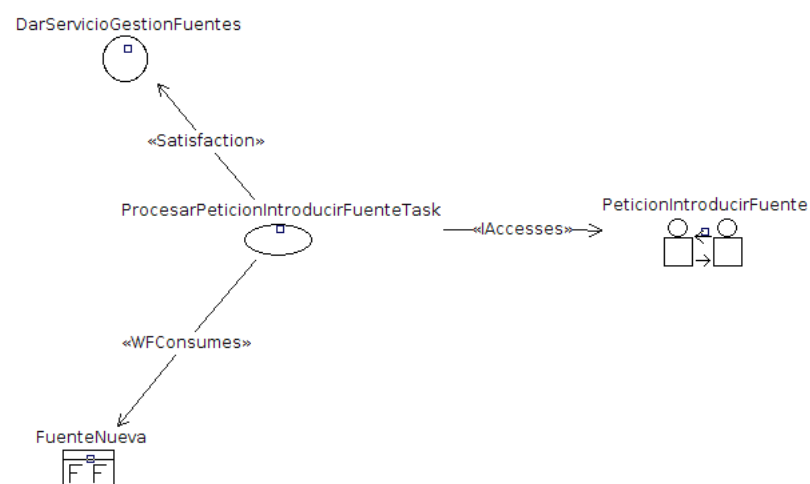 DarServicioGestionFuentes
«Satisfaction»
ProcesarPeticionIntroducirFuenteTask
PeticionIntroducirFuente
«IAccesses»
«WFConsumes»
FuenteNueva
F F